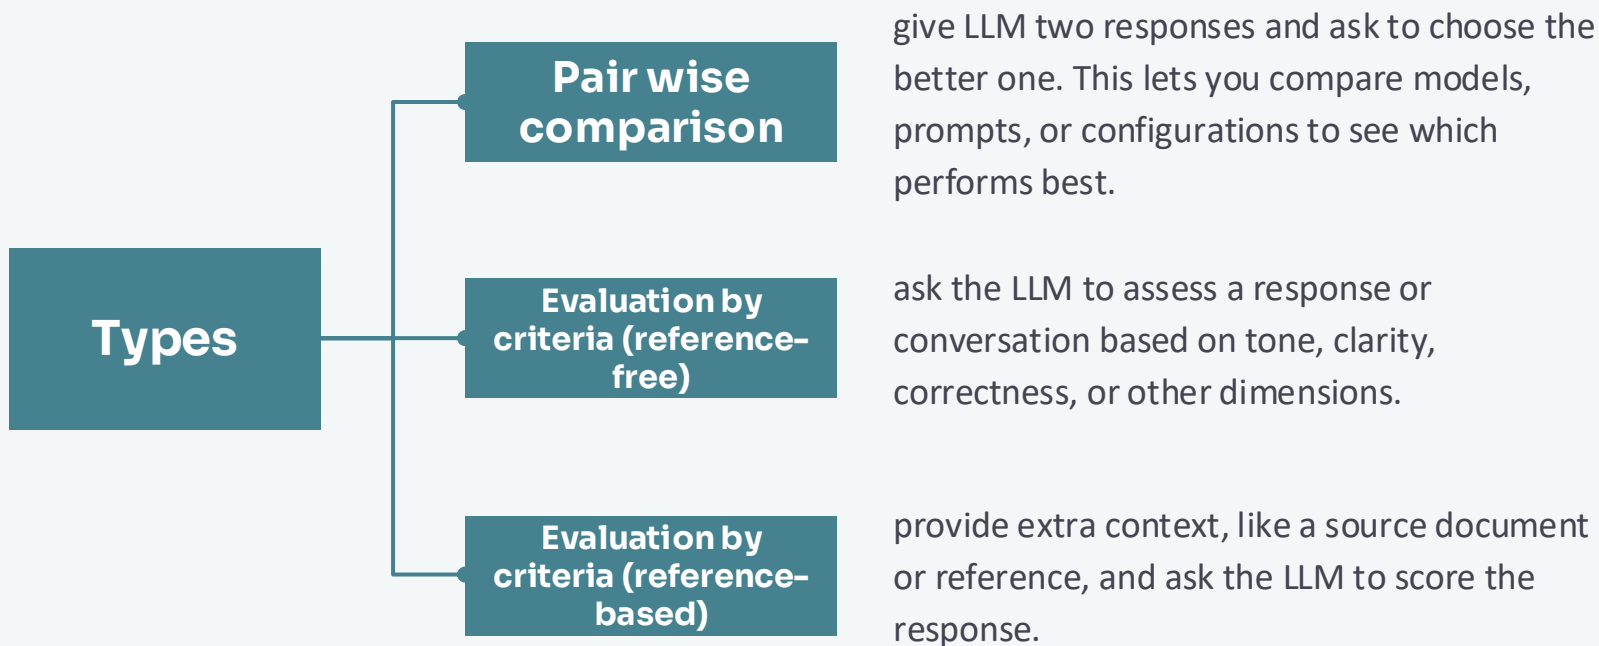 Types
Pair wise
comparison
give LLM two responses and ask to choose the
better one. This lets you compare models,
prompts, or configurations to see which
performs best.
Evaluation by
criteria (reference-
free)
ask the LLM to assess a response or
conversation based on tone, clarity,
correctness, or other dimensions.
Evaluation by
criteria (reference-
based)
provide extra context, like a source document
or reference, and ask the LLM to score the
response.